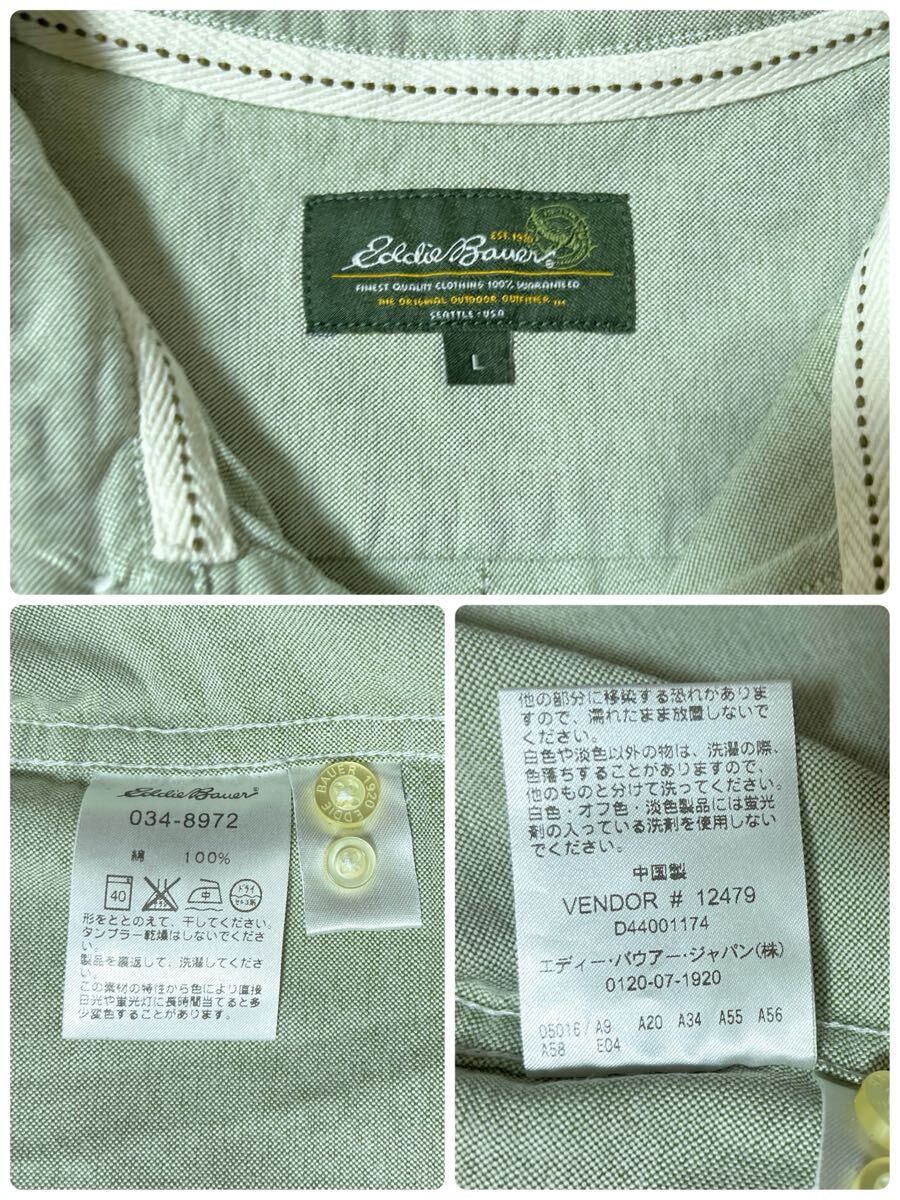 EST. 1920
Eddie Bauer®
FINEST QUALITY CLOTHING 100% GUARANTEED
THE ORIGINAL OUTDOOR OUTFITTER ™
SEATTLE · USA
L
Eddie Bauer®
034-8972
綿 100%
40
中
ドライ
セキユ系
形をととのえて、干してください。
タンブラー乾燥はしないでください。
製品を裏返して、洗濯してください。
この素材の特性から色により直接
日光や蛍光灯に長時間当てると多
少変色することがあります。
1920 EDDIE BAUER
他の部分に移染する恐れがありま
すので、濡れたまま放置しないで
ください。
白色や淡色以外の物は、洗濯の際、
色落ちすることがありますので、
他のものと分けて洗ってください。
白色・オフ色・淡色製品には蛍光
剤の入っている洗剤を使用しない
でください。
中国製
VENDOR # 12479
D44001174
エディー・バウアー・ジャパン(株)
0120-07-1920
05016/A9 A20 A34 A55 A56
A58 E04